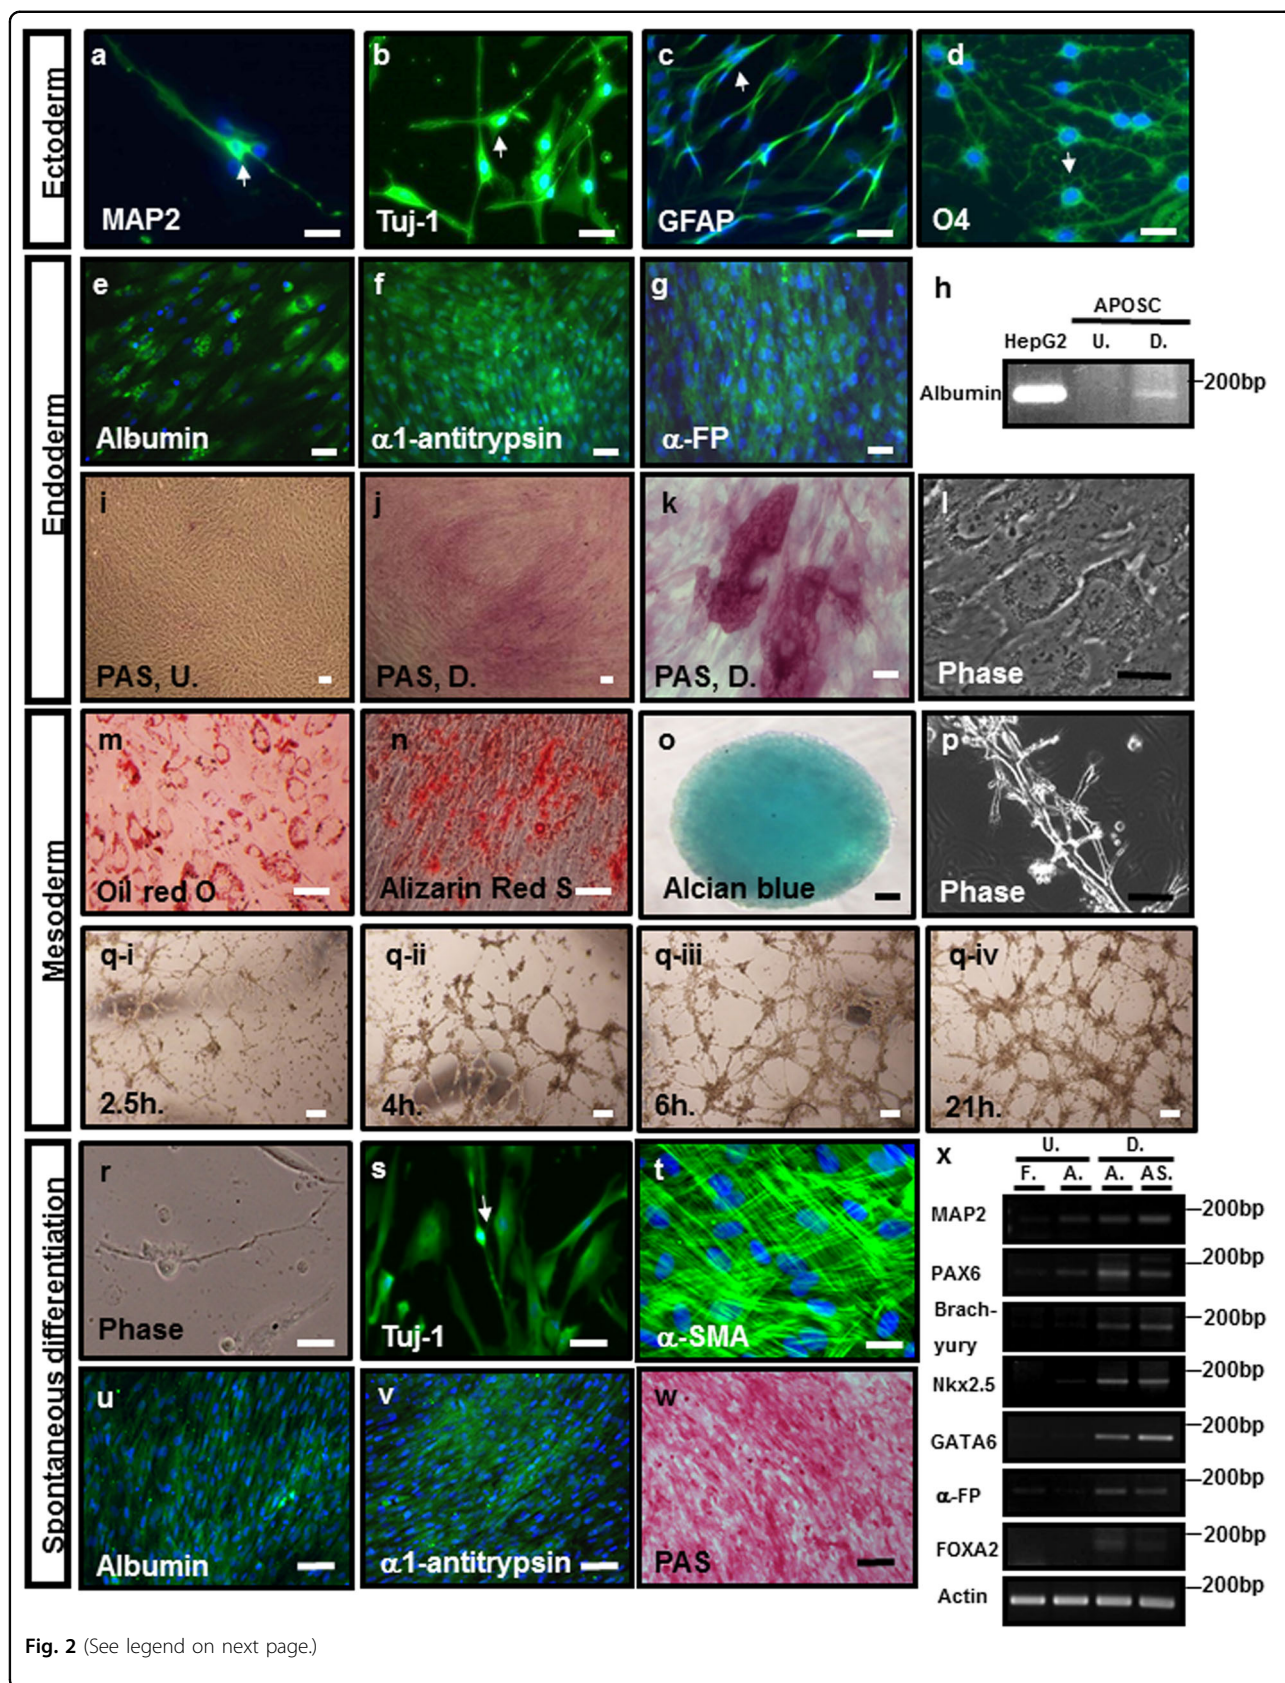 Ectoderm
a
MAP2
b
Tuj-1
c
GFAP
d
O4
Endoderm
e
Albumin
f
α1-antitrypsin
g
α-FP
h
APOSC
HepG2 U. D.
Albumin
200bp
i
PAS, U.
j
PAS, D.
k
PAS, D.
l
Phase
Mesoderm
m
Oil red O
n
Alizarin Red S
o
Alcian blue
p
Phase
q-i
2.5h.
q-ii
4h.
q-iii
6h.
q-iv
21h.
Spontaneous differentiation
r
Phase
s
Tuj-1
t
α-SMA
u
Albumin
v
α1-antitrypsin
w
PAS
x
U. D.
F. A. A. AS.
MAP2
200bp
PAX6
200bp
Brach-
yury
200bp
Nkx2.5
200bp
GATA6
200bp
α-FP
200bp
FOXA2
200bp
Actin
200bp
Fig. 2 (See legend on next page.)